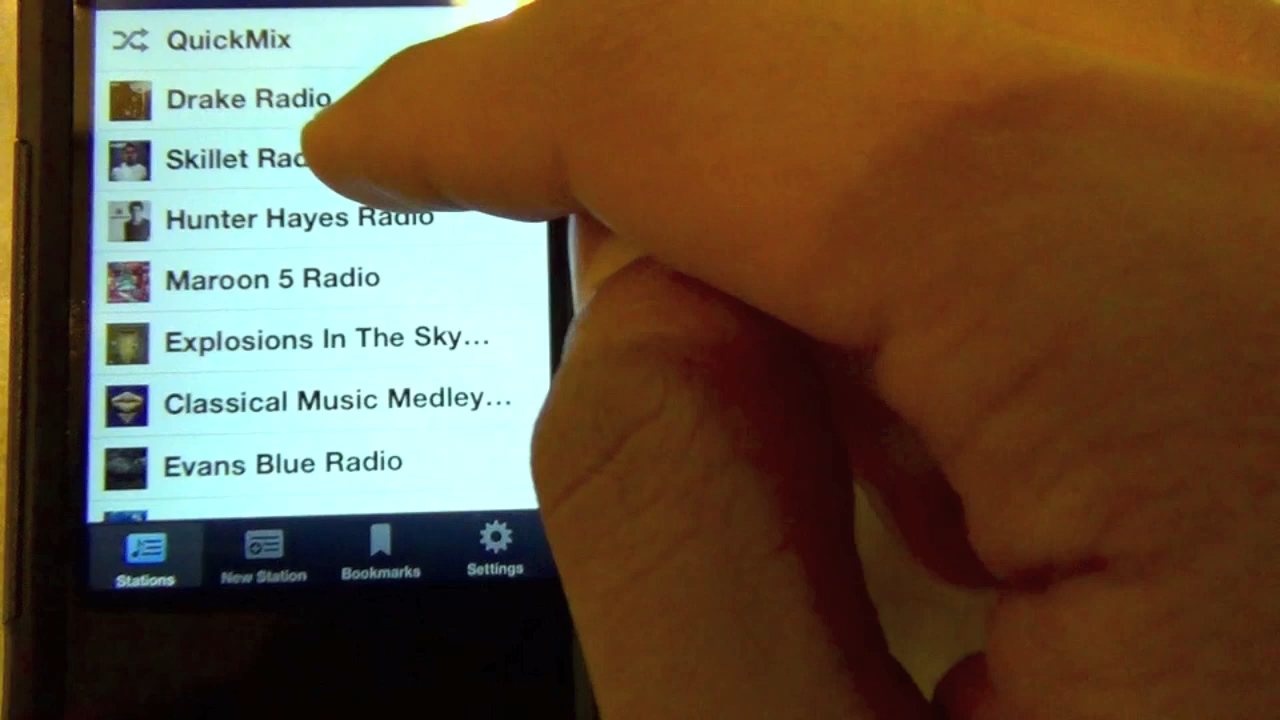 QuickMix
Drake Radio
Skillet Rad
Hunter Hayes Radio
Maroon 5 Radio
Explosions In The Sky...
Classical Music Medley...
Evans Blue Radio
Stations
New Station
Bookmarks
Settings